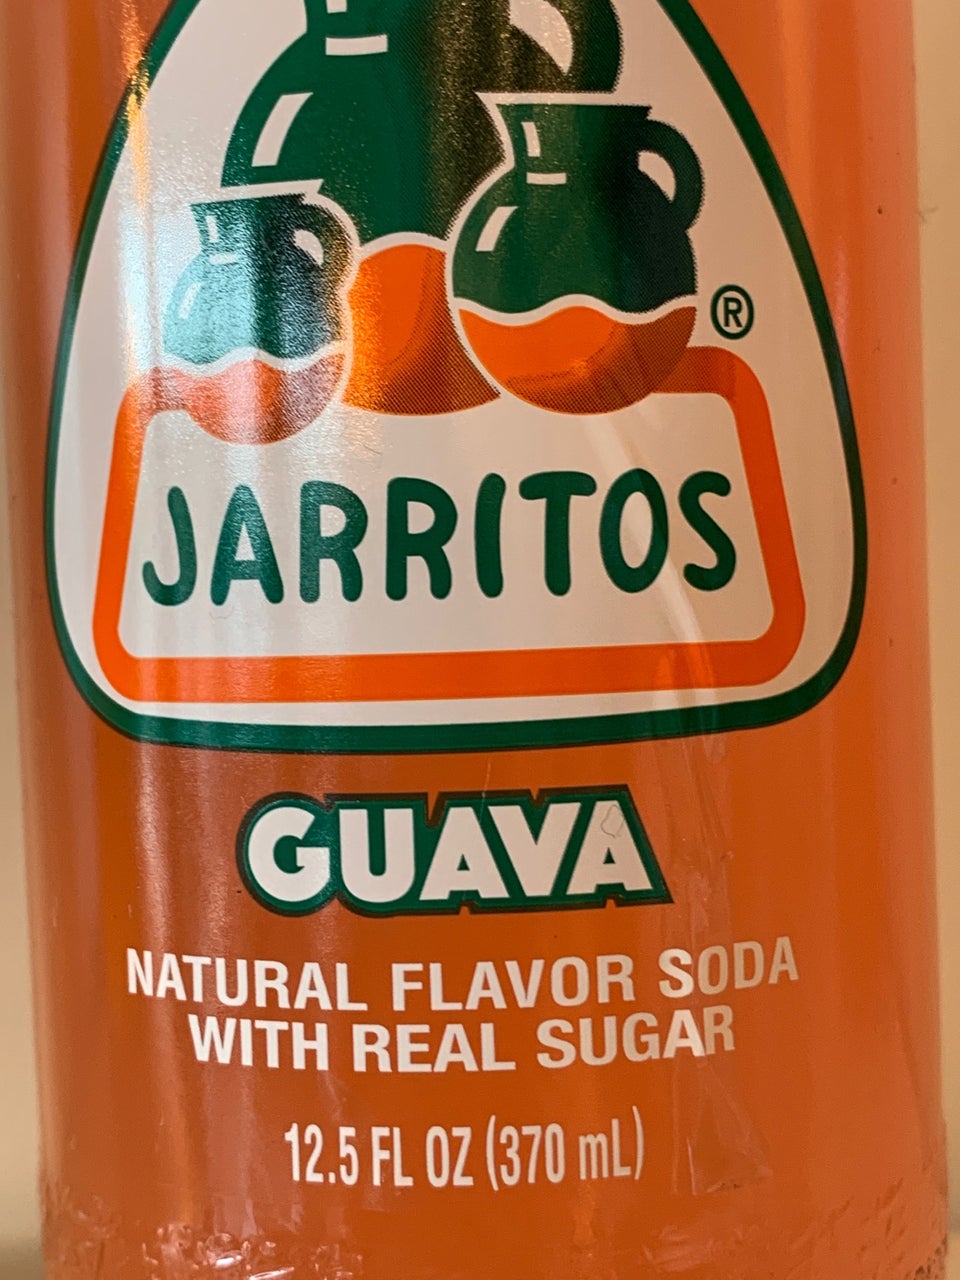 ®
JARRITOS
GUAVA
NATURAL FLAVOR SODA
WITH REAL SUGAR
12.5 FL OZ (370 mL)